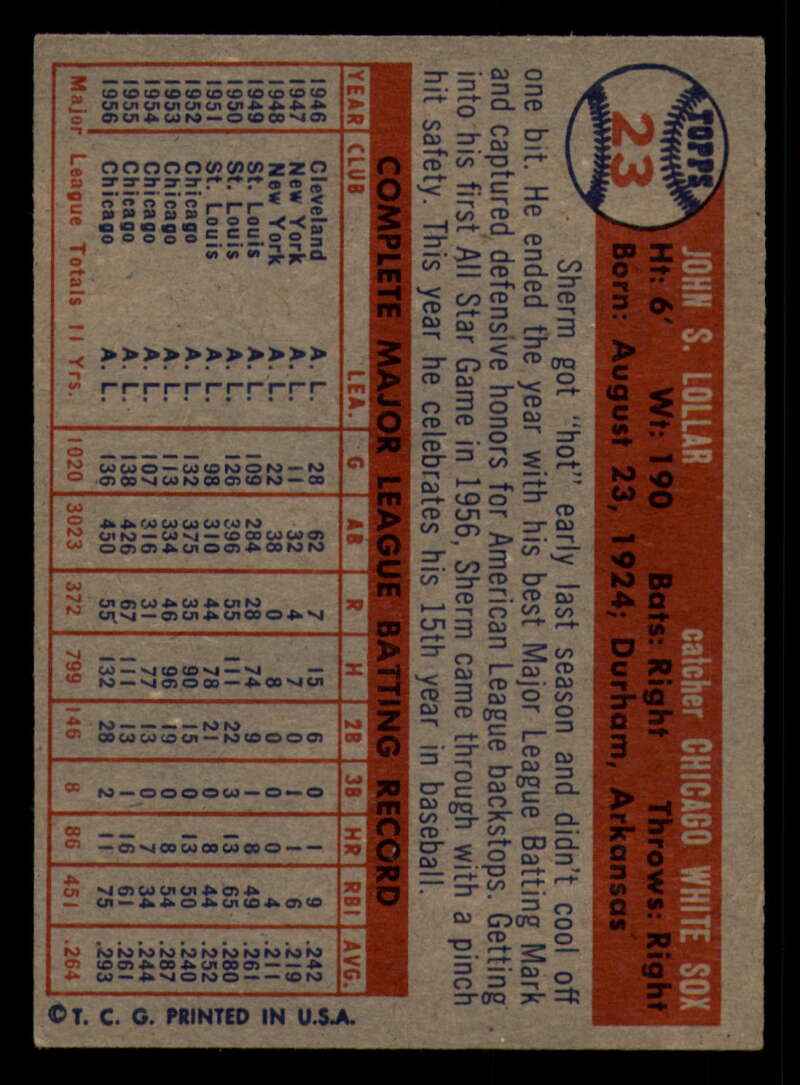 TOPPS
23
JOHN S. LOLLAR catcher CHICAGO WHITE SOX
Ht: 6' Wt: 190 Bats: Right Throws: Right
Born: August 23, 1924; Durham, Arkansas
Sherm got "hot" early last season and didn't cool off
one bit. He ended the year with his best Major League Batting Mark
and captured defensive honors for American League backstops. Getting
into his first All Star Game in 1956, Sherm came through with a pinch
hit safety. This year he celebrates his 15th year in baseball.
COMPLETE MAJOR LEAGUE BATTING RECORD
YEAR CLUB LEA. G AB R H 2B 3B HR RBI AVG.
1946 Cleveland A. L. 28 62 7 15 6 0 1 9 .242
1947 New York A. L. 11 32 4 7 0 1 1 6 .219
1948 New York A. L. 22 38 0 8 0 0 0 4 .211
1949 St. Louis A. L. 109 284 28 74 9 1 8 49 .261
1950 St. Louis A. L. 126 396 55 111 22 3 13 65 .280
1951 St. Louis A. L. 98 310 44 78 21 0 8 44 .252
1952 Chicago A. L. 132 375 35 90 15 0 13 50 .240
1953 Chicago A. L. 113 334 46 96 19 0 8 54 .287
1954 Chicago A. L. 107 316 31 77 13 0 7 34 .244
1955 Chicago A. L. 138 426 67 111 13 1 16 61 .261
1956 Chicago A. L. 136 450 55 132 28 2 11 75 .293
Major League Totals 11 Yrs. 1020 3023 372 799 146 8 86 451 .264
© T. C. G. PRINTED IN U.S.A.